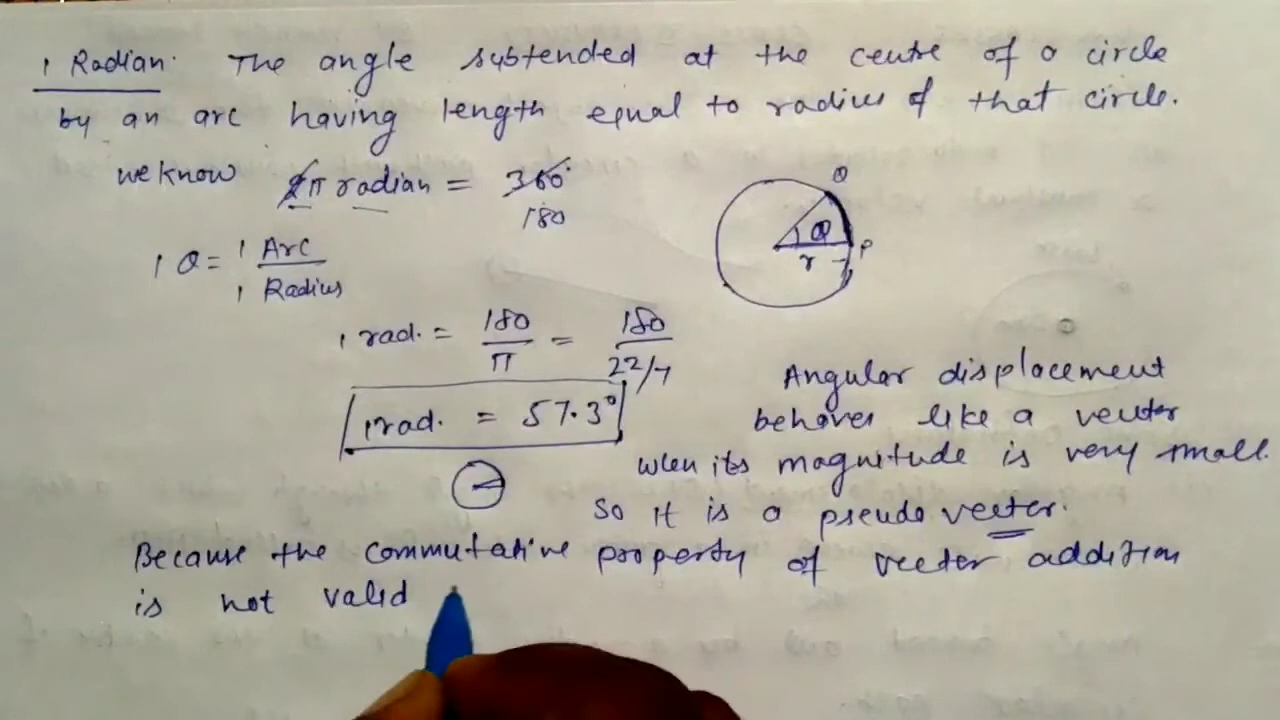 1 Radian. The angle subtended at the centre of a circle
by an arc having length equal to radius of that circle.
we know 2π radian = 360°
180
1 θ = 1 Arc / 1 Radius
Q
θ
P
r
1 rad. = 180/π = 180/22/7
1 rad. = 57.3°
Angular displacement
behaves like a vector
when its magnitude is very small.
So it is a pseudo vector.
Because the commutative property of vector addition
is not valid